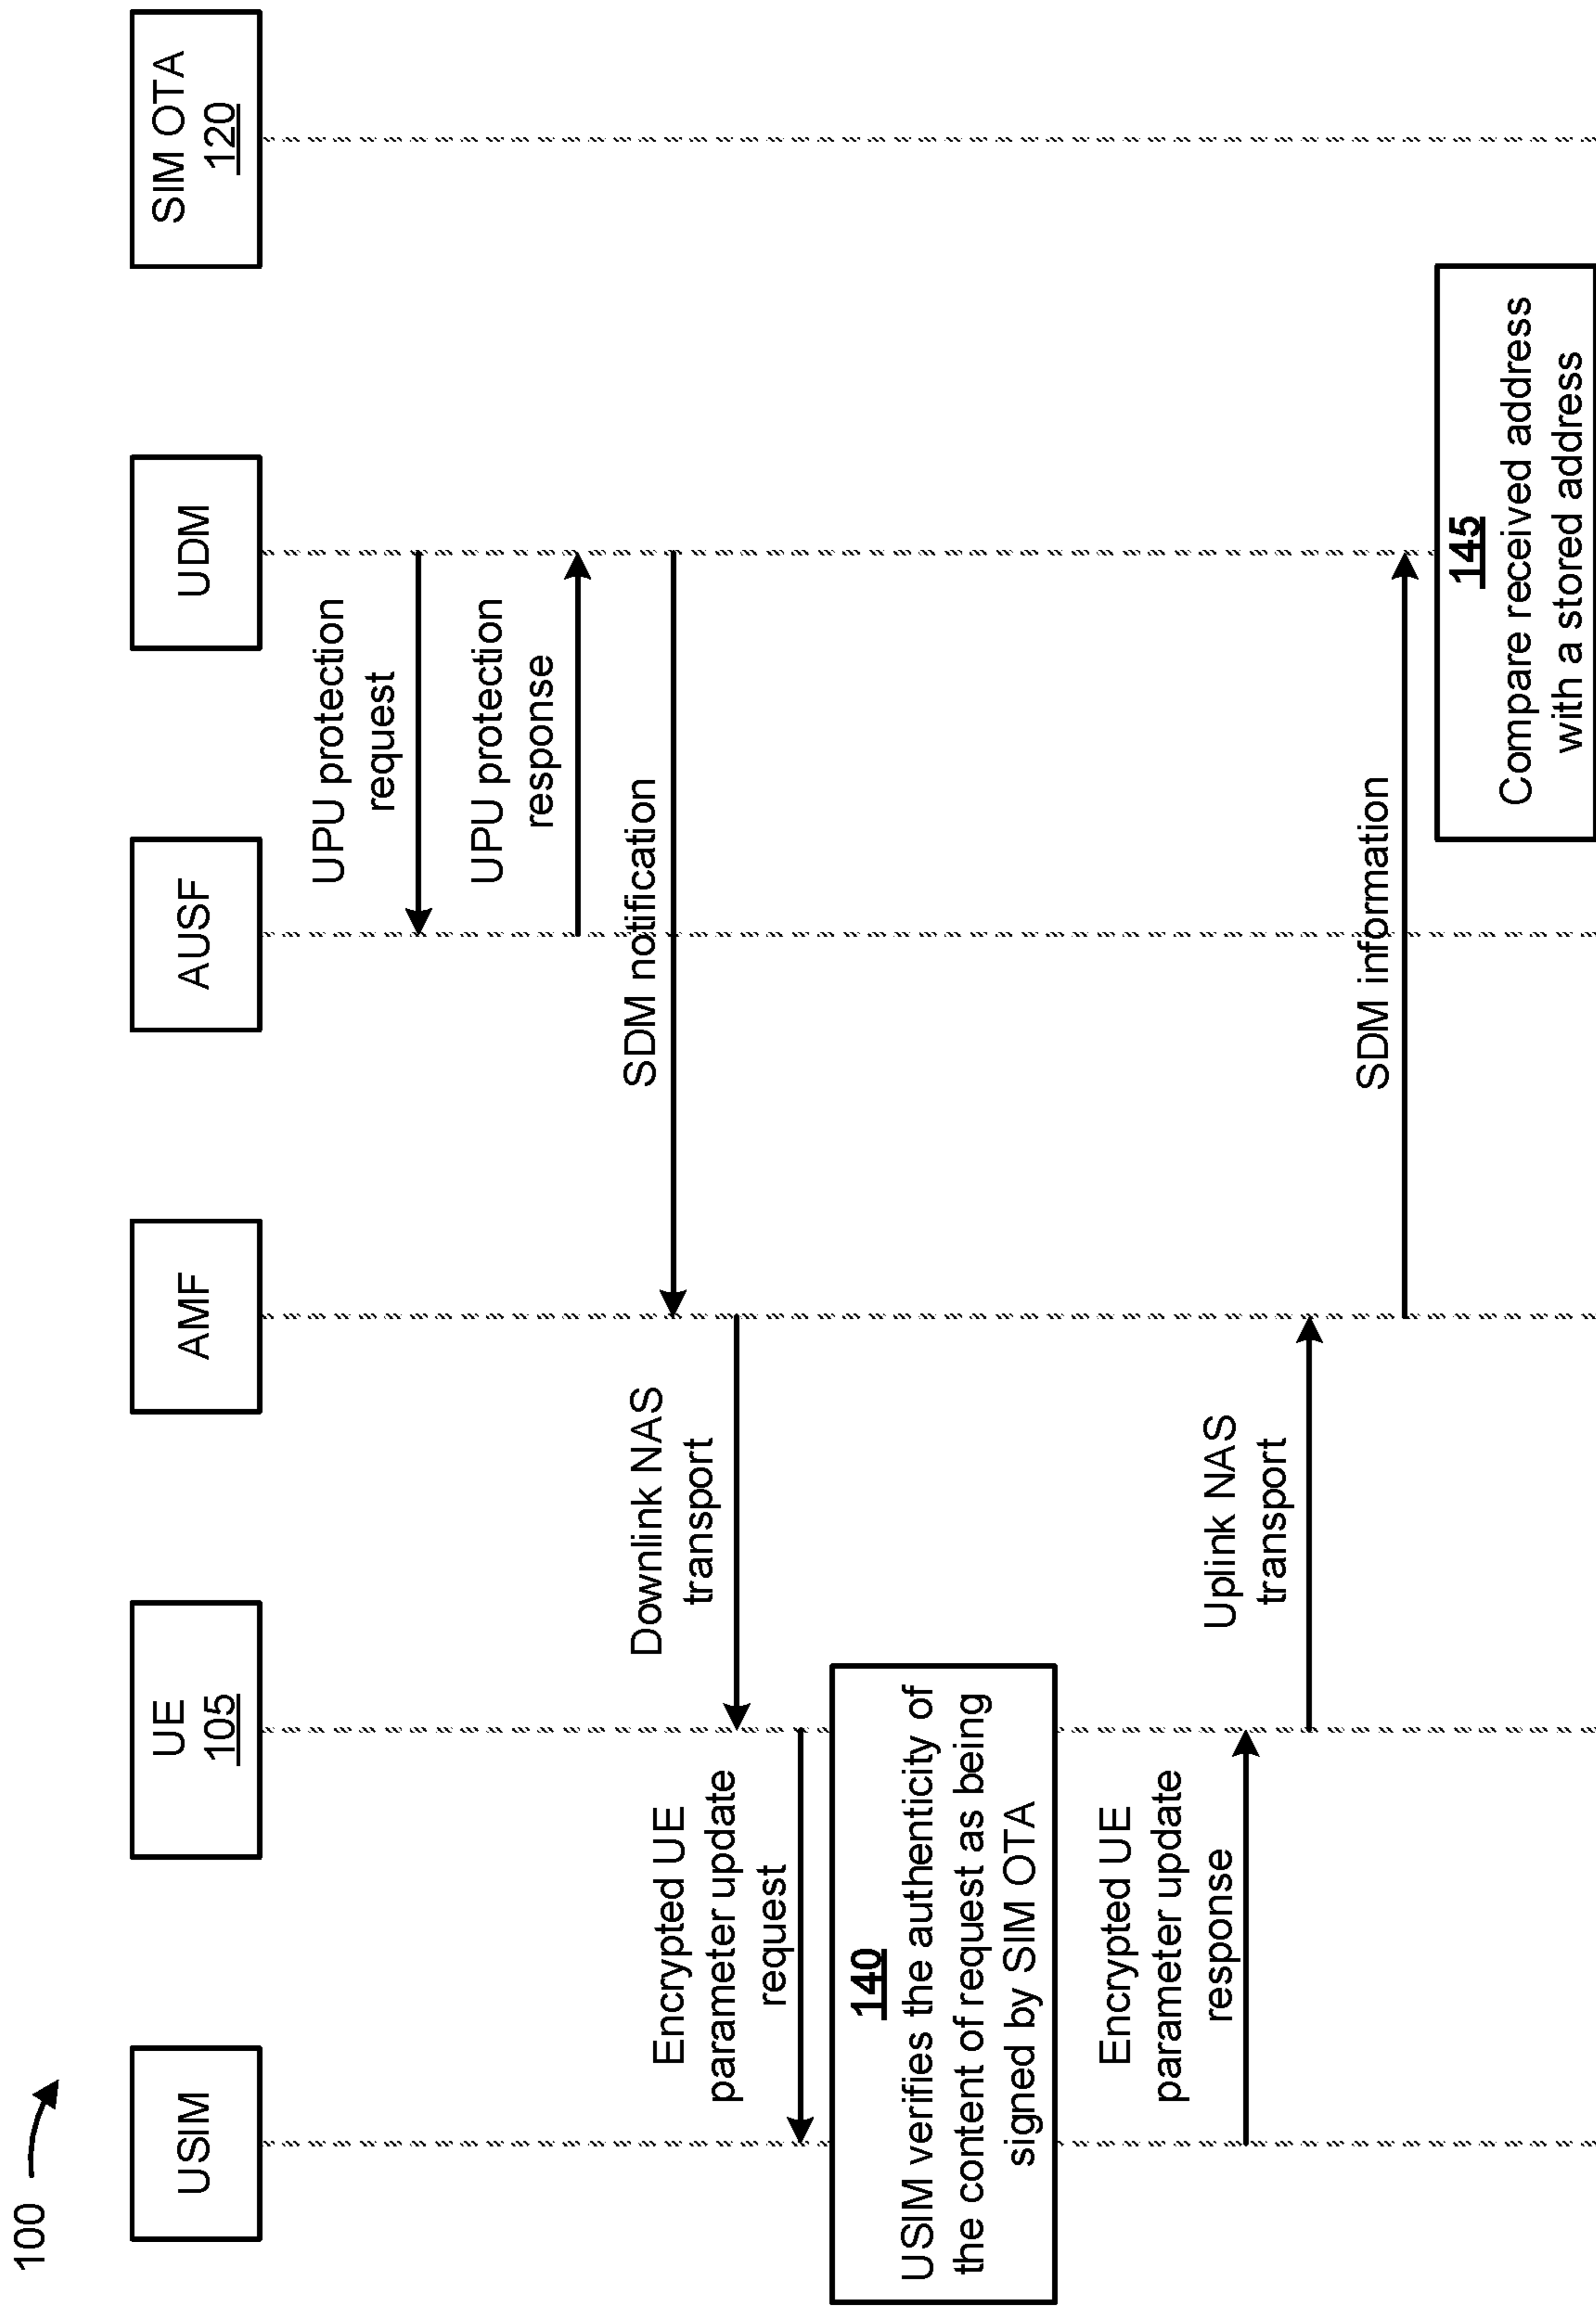 100
USIM
UE
105
AMF
AUSF
UDM
SIM OTA
120
UPU protection
request
UPU protection
response
SDM notification
Downlink NAS
transport
Encrypted UE
parameter update
request
140
USIM verifies the authenticity of
the content of request as being
signed by SIM OTA
Encrypted UE
parameter update
response
Uplink NAS
transport
SDM information
145
Compare received address
with a stored address